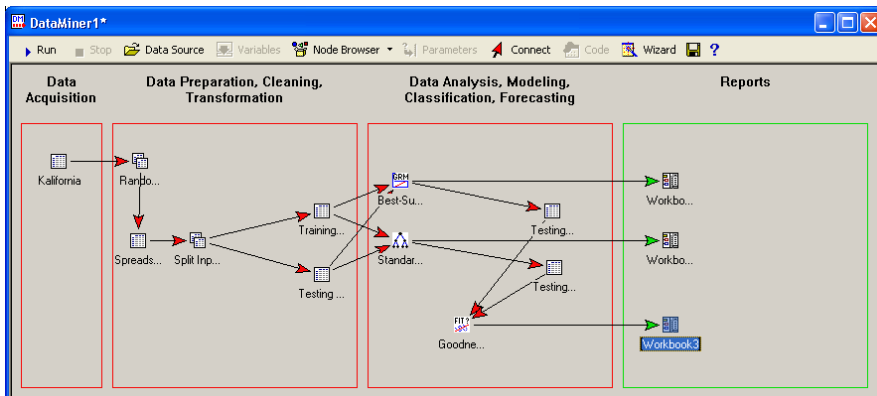 DataMiner1*
Run Stop Data Source Variables Node Browser Parameters Connect Code Wizard ?
Data Acquisition
Data Preparation, Cleaning, Transformation
Data Analysis, Modeling, Classification, Forecasting
Reports
Kalifornia
Rando...
GRM
Best-Su...
Workbo...
Training...
Testing...
Spreads...
Split Inp...
Standar...
Workbo...
Testing ...
Testing...
FIT?
Goodne...
Workbook3